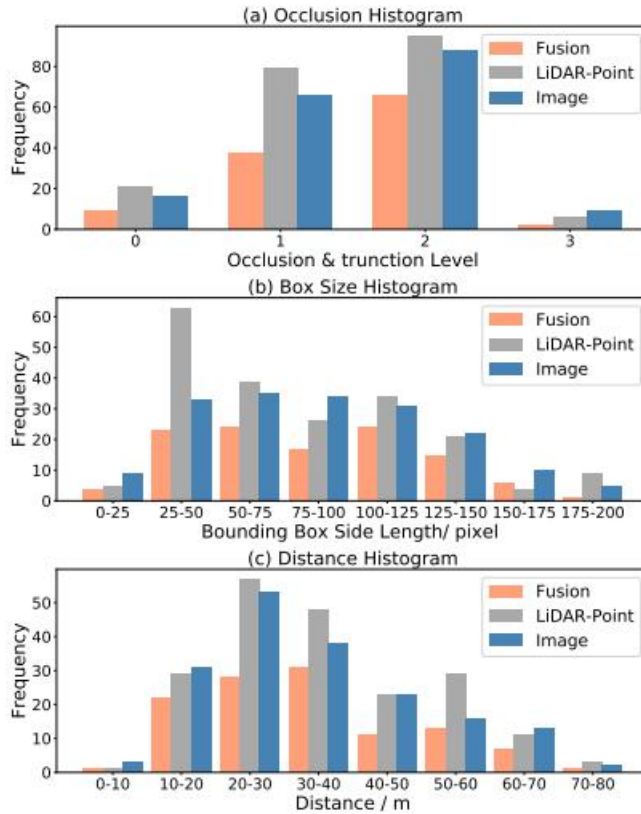 (a) Occlusion Histogram
Fusion
LiDAR-Point
Image
Frequency
80
60
40
20
0
0 1 2 3
Occlusion & trunction Level
(b) Box Size Histogram
Fusion
LiDAR-Point
Image
Frequency
60
50
40
30
20
10
0
0-25 25-50 50-75 75-100 100-125 125-150 150-175 175-200
Bounding Box Side Length/ pixel
(c) Distance Histogram
Fusion
LiDAR-Point
Image
Frequency
50
40
30
20
10
0
0-10 10-20 20-30 30-40 40-50 50-60 60-70 70-80
Distance / m